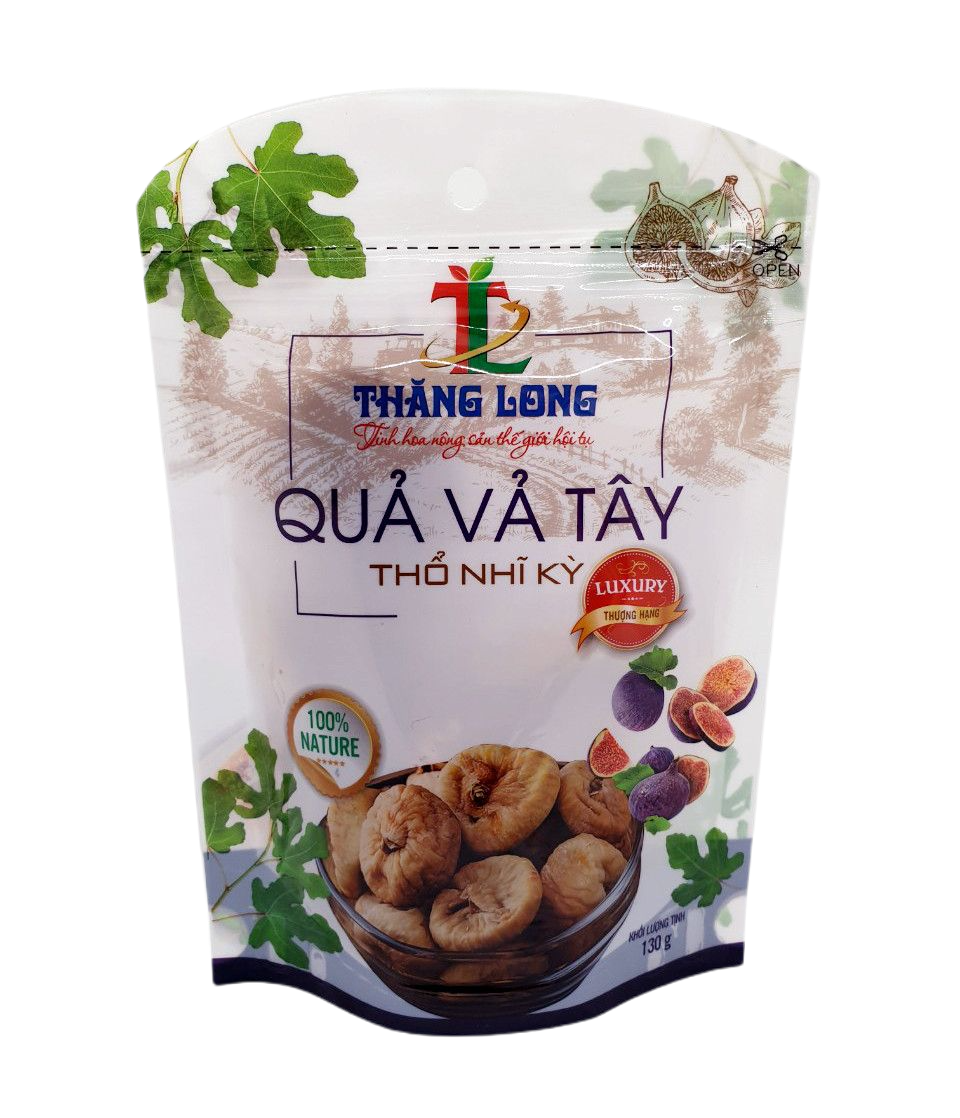 OPEN
TL
THĂNG LONG
Tinh hoa nông sản thế giới hội tụ
QUẢ VẢ TÂY
THỔ NHĨ KỲ
LUXURY
THƯỢNG HẠNG
100%
NATURE
KHỐI LƯỢNG TỊNH
130 g